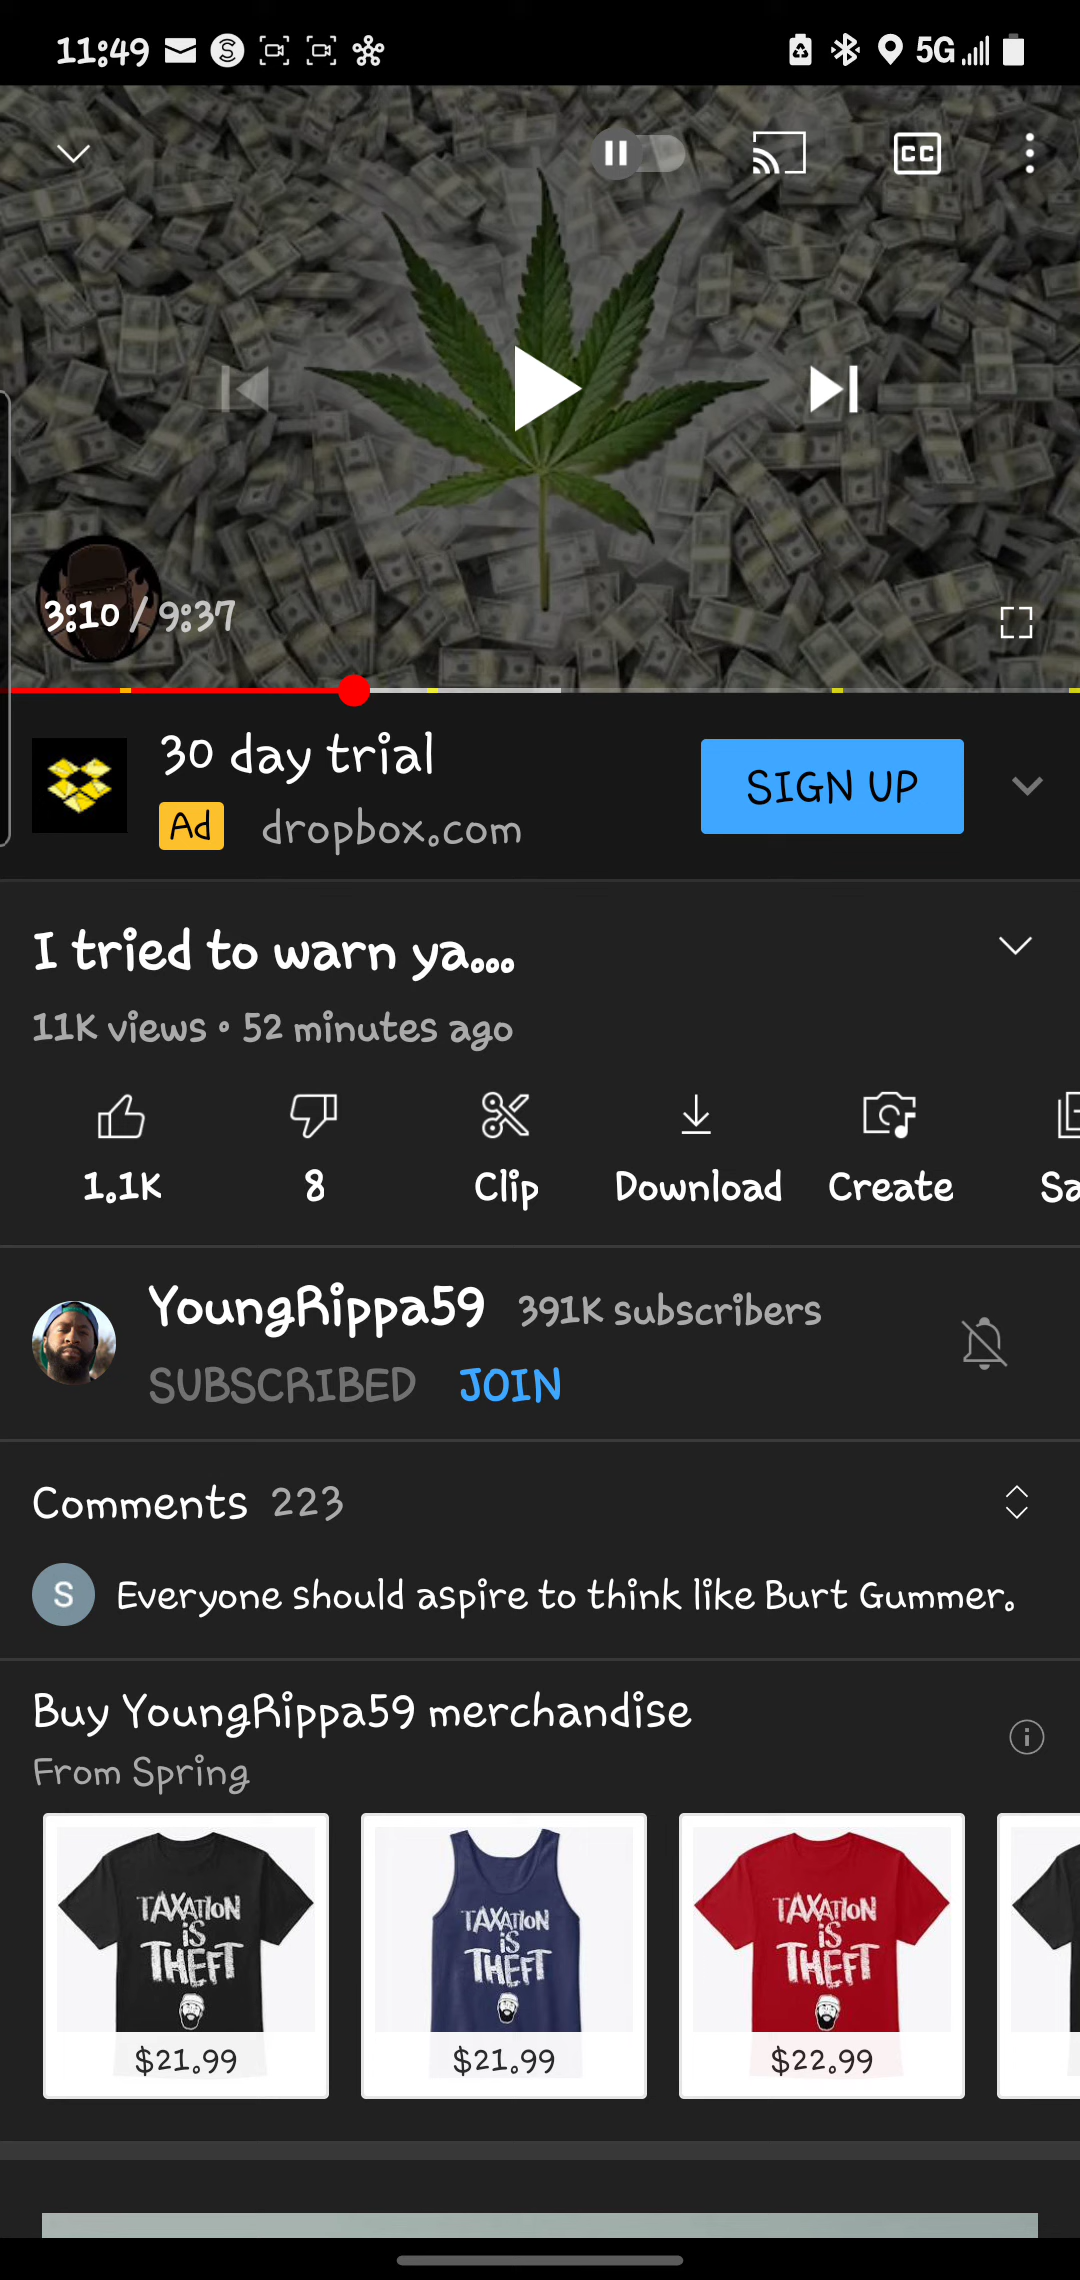 11:49
5G
CC
3:10 / 9:37
30 day trial
SIGN UP
Ad dropbox.com
I tried to warn ya...
11K views • 52 minutes ago
1.1K 8 Clip Download Create Sa
YoungRippa59 391K subscribers
SUBSCRIBED JOIN
Comments 223
S Everyone should aspire to think like Burt Gummer.
Buy YoungRippa59 merchandise
From Spring
TAXATION IS THEFT
TAXATION IS THEFT
TAXATION IS THEFT
$21.99 $21.99 $22.99